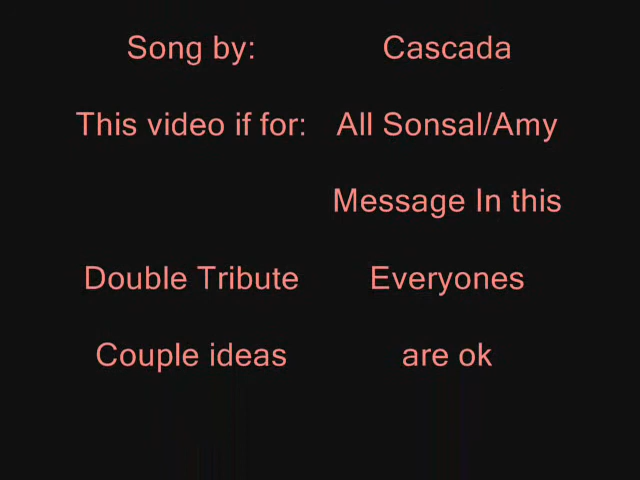 Song by: Cascada
This video if for: All Sonsal/Amy
Message In this
Double Tribute Everyones
Couple ideas are ok